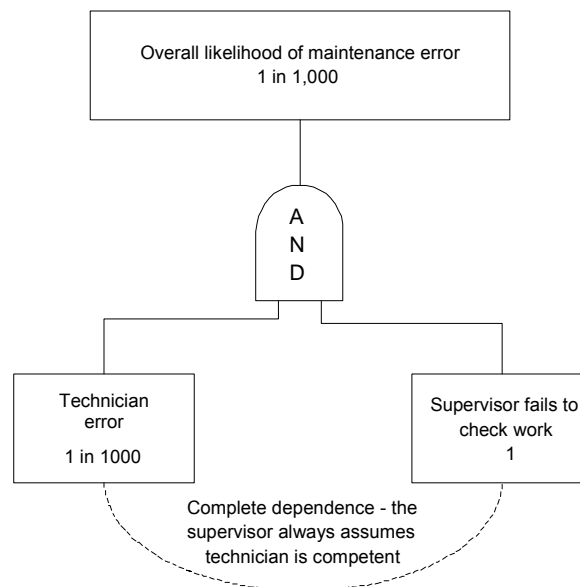 Overall likelihood of maintenance error
1 in 1,000
A
N
D
Technician
error
1 in 1000
Supervisor fails to
check work
1
Complete dependence - the
supervisor always assumes
technician is competent